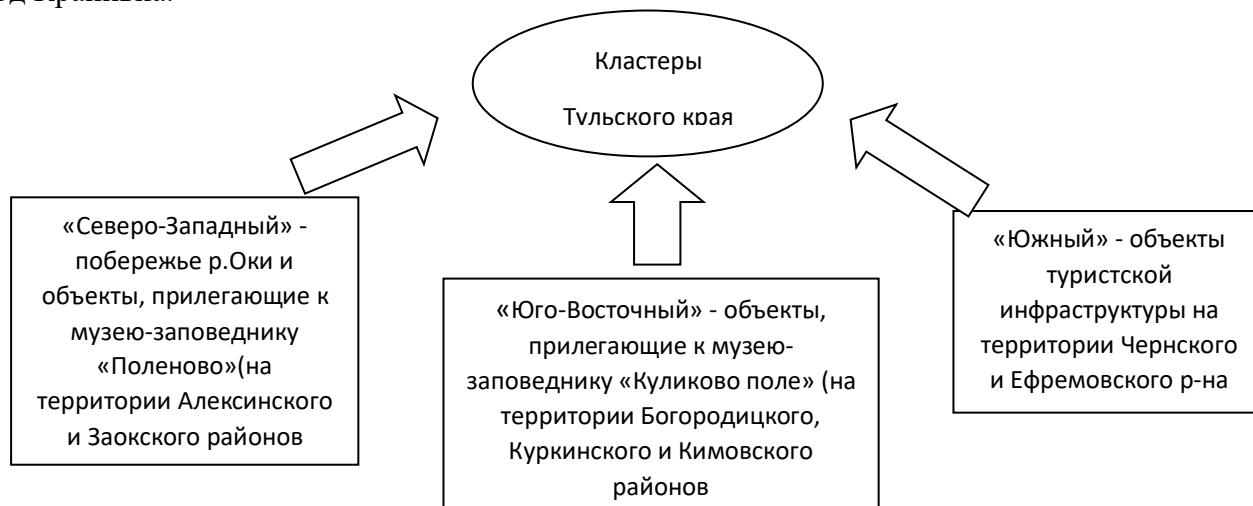 Кластеры
Тульского края
«Северо-Западный» -
побережье р.Оки и
объекты, прилегающие к
музею-заповеднику
«Поленово»(на
территории Алексинского
и Заокского районов
«Юго-Восточный» - объекты,
прилегающие к музею-
заповеднику «Куликово поле» (на
территории Богородицкого,
Куркинского и Кимовского
районов
«Южный» - объекты
туристской
инфраструктуры на
территории Чернского
и Ефремовского р-на